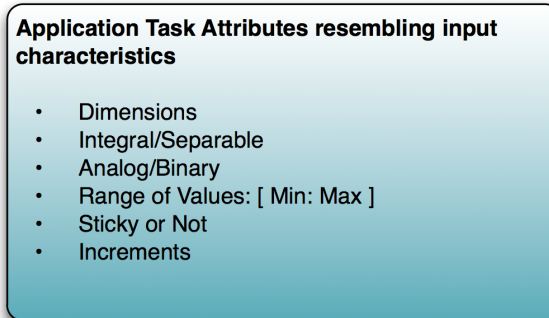 Application Task Attributes resembling input
characteristics
• Dimensions
• Integral/Separable
• Analog/Binary
• Range of Values: [ Min: Max ]
• Sticky or Not
• Increments